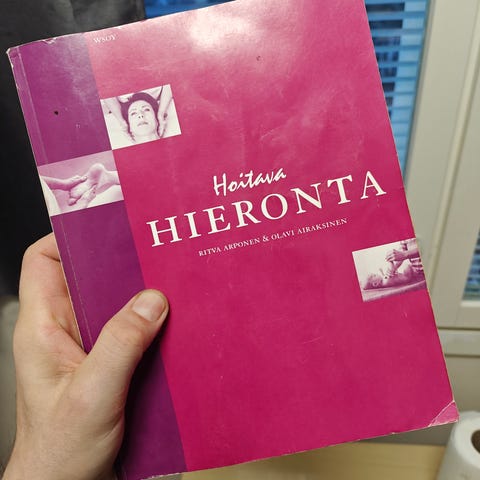 WSOY
Hoitava
HIERONTA
RITVA ARPONEN & OLAVI AIRAKSINEN